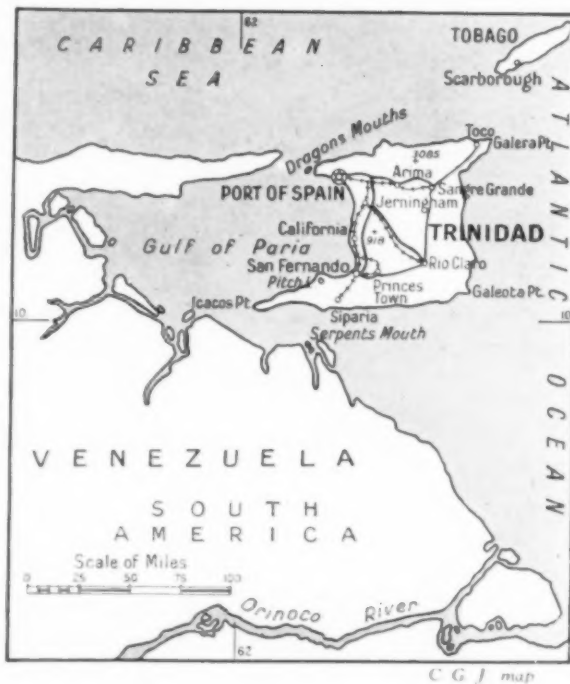 62
CARIBBEAN
SEA
TOBAGO
Scarborough
ATLANTIC
OCEAN
Dragons Mouths
Toco
Galera Pt.
3085
Arima
PORT OF SPAIN
Sangre Grande
Jerningham
California
TRINIDAD
Gulf of Paria
918
San Fernando
Rio Claro
Pitch L
Princes
Town
Icacos Pt.
Galeota Pt.
10
10
Siparia
Serpents Mouth
VENEZUELA
SOUTH
AMERICA
Scale of Miles
0 25 50 75 100
Orinoco River
62
C. G. J. map